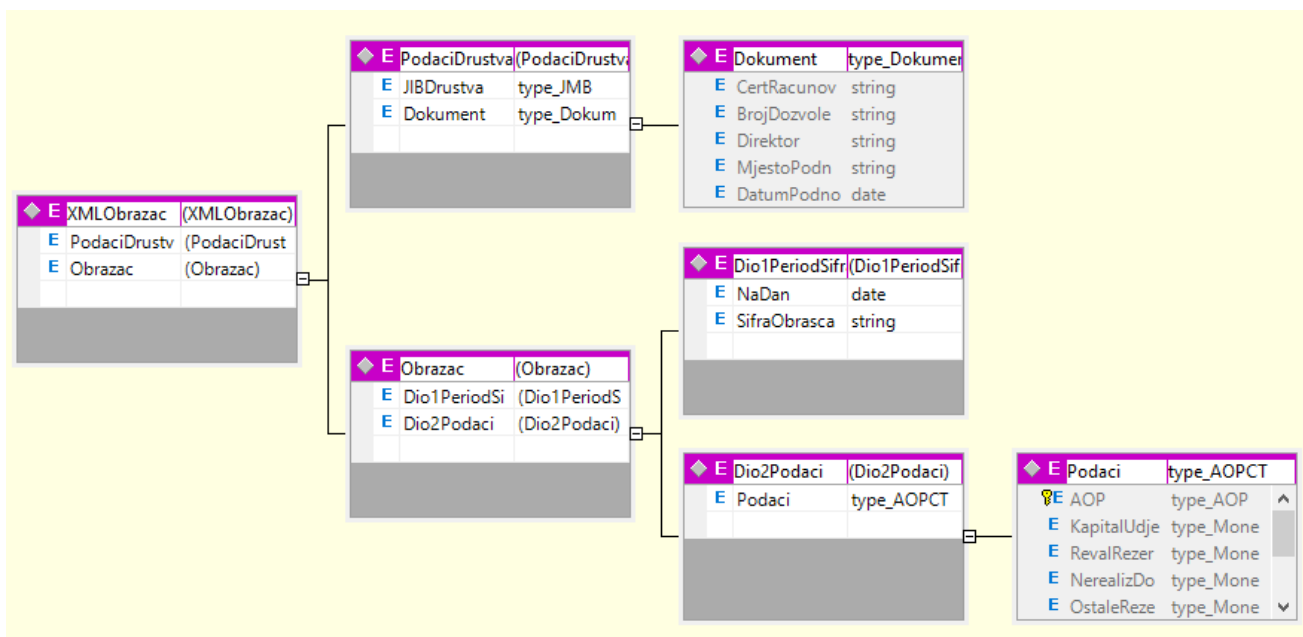 E XMLObrazac (XMLObrazac)
E PodaciDrustv (PodaciDrust
E Obrazac (Obrazac)
E PodaciDrustva (PodaciDrustva
E JIBDrustva type_JMB
E Dokument type_Dokum
E Dokument type_Dokumen
E CertRacunov string
E BrojDozvole string
E Direktor string
E MjestoPodn string
E DatumPodno date
E Obrazac (Obrazac)
E Dio1PeriodSi (Dio1PeriodS
E Dio2Podaci (Dio2Podaci)
E Dio1PeriodSifr (Dio1PeriodSif
E NaDan date
E SifraObrasca string
E Dio2Podaci (Dio2Podaci)
E Podaci type_AOPCT
E Podaci type_AOPCT
E AOP type_AOP
E KapitalUdje type_Mone
E RevalRezer type_Mone
E NerealizDo type_Mone
E OstaleReze type_Mone